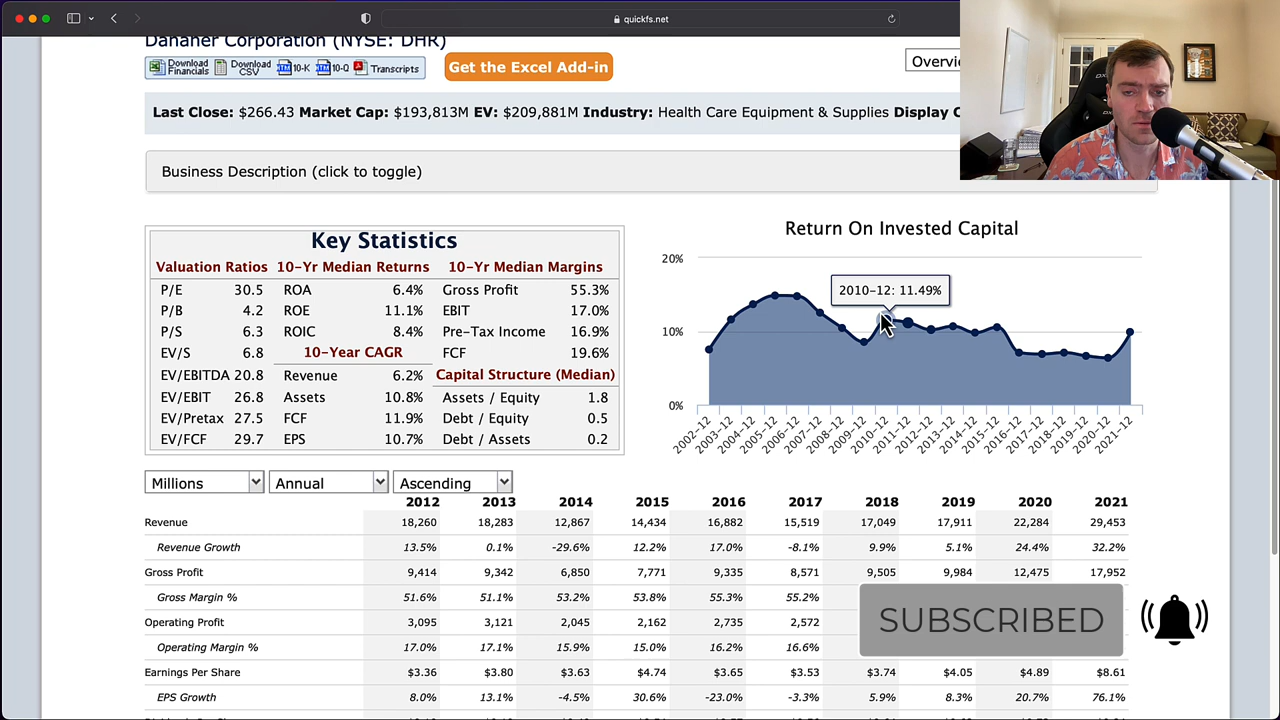 quickfs.net
Danaher Corporation (NYSE: DHR)
Download Financials
Download CSV
10-K
10-Q
Transcripts
Get the Excel Add-in
Overvi
Last Close: $266.43 Market Cap: $193,313M EV: $209,881M Industry: Health Care Equipment & Supplies Display C
Business Description (click to toggle)
Key Statistics
Valuation Ratios 10-Yr Median Returns 10-Yr Median Margins
P/E 30.5 ROA 6.4% Gross Profit 55.3%
P/B 4.2 ROE 11.1% EBIT 17.0%
P/S 6.3 ROIC 8.4% Pre-Tax Income 16.9%
EV/S 6.8 10-Year CAGR FCF 19.6%
EV/EBITDA 20.8 Revenue 6.2% Capital Structure (Median)
EV/EBIT 26.8 Assets 10.8% Assets / Equity 1.8
EV/Pretax 27.5 FCF 11.9% Debt / Equity 0.5
EV/FCF 29.7 EPS 10.7% Debt / Assets 0.2
Return On Invested Capital
20%
2010-12: 11.49%
10%
0%
2002-12 2003-12 2004-12 2005-12 2006-12 2007-12 2008-12 2009-12 2010-12 2011-12 2012-12 2013-12 2014-12 2015-12 2016-12 2017-12 2018-12 2019-12 2020-12 2021-12
Millions Annual Ascending
2012 2013 2014 2015 2016 2017 2018 2019 2020 2021
Revenue 18,260 18,283 12,867 14,434 16,882 15,519 17,049 17,911 22,284 29,453
Revenue Growth 13.5% 0.1% -29.6% 12.2% 17.0% -8.1% 9.9% 5.1% 24.4% 32.2%
Gross Profit 9,414 9,342 6,850 7,771 9,335 8,571 9,505 9,984 12,475 17,952
Gross Margin % 51.6% 51.1% 53.2% 53.8% 55.3% 55.2%
Operating Profit 3,095 3,121 2,045 2,162 2,735 2,572
Operating Margin % 17.0% 17.1% 15.9% 15.0% 16.2% 16.6%
Earnings Per Share $3.36 $3.80 $3.63 $4.74 $3.65 $3.53 $3.74 $4.05 $4.89 $8.61
EPS Growth 8.0% 13.1% -4.5% 30.6% -23.0% -3.3% 5.9% 8.3% 20.7% 76.1%
SUBSCRIBED